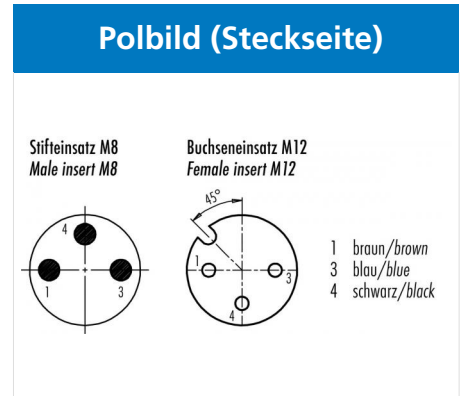 Polbild (Steckseite)
Stifteinsatz M8
Male insert M8
Buchseneinsatz M12
Female insert M12
45°
4
1
3
1
3
4
1 braun/brown
3 blau/blue
4 schwarz/black